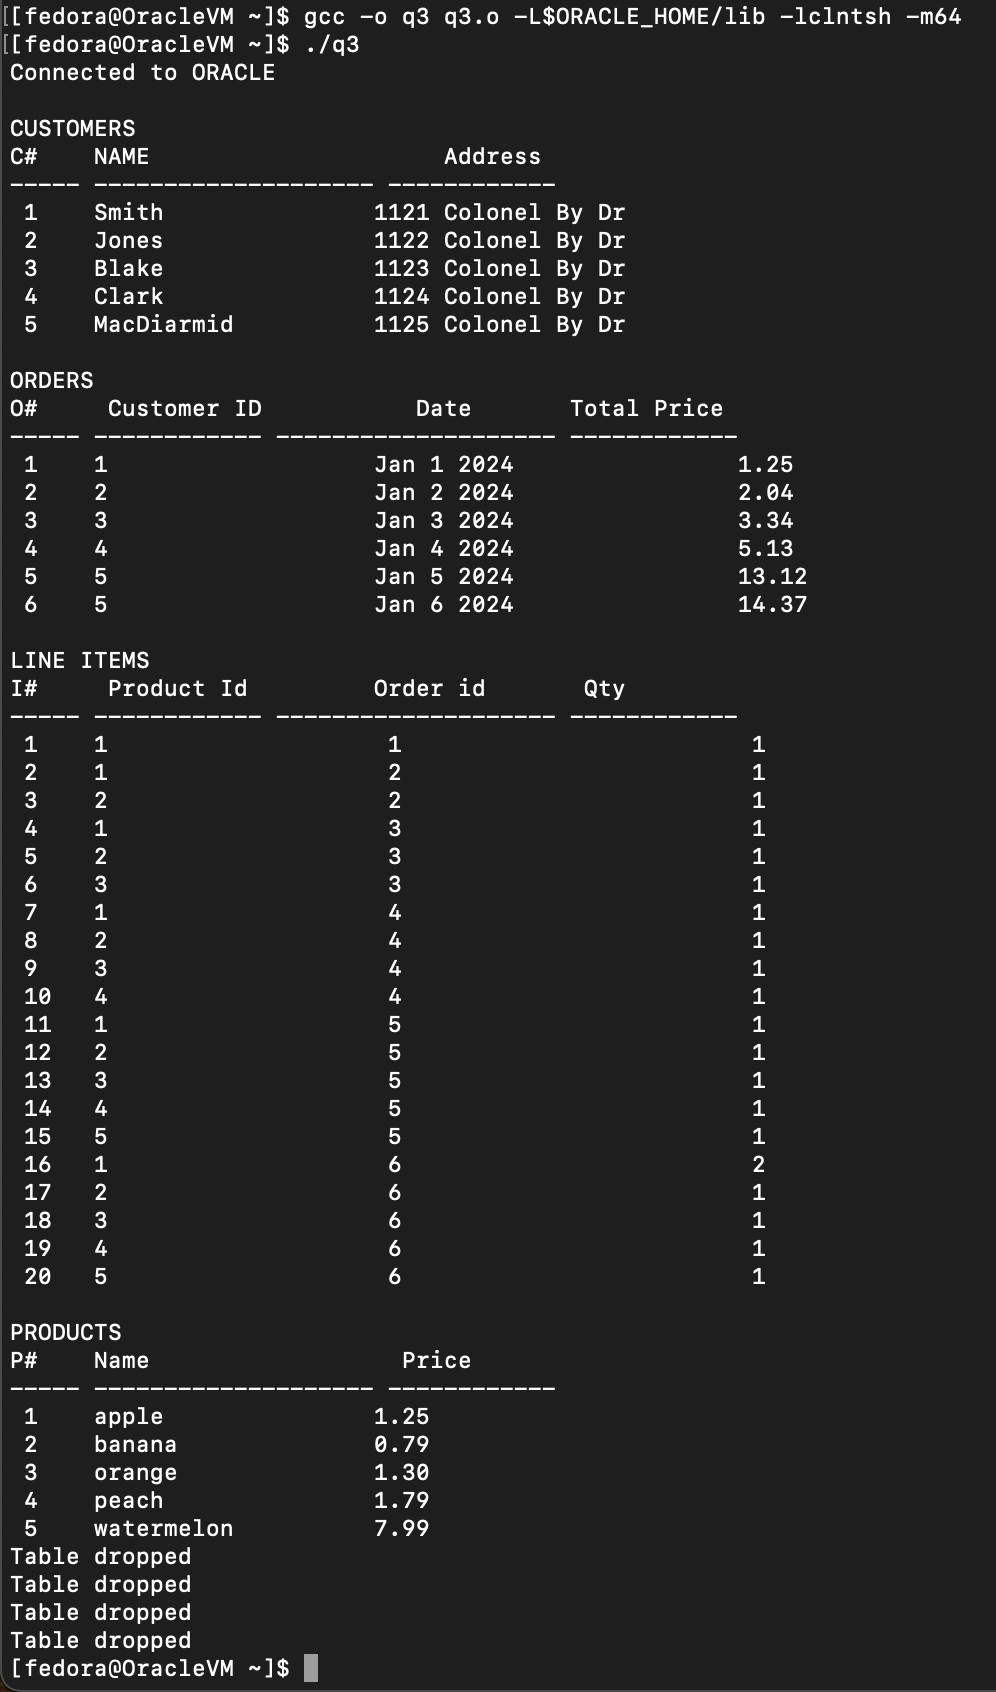 [[fedora@OracleVM ~]$ gcc -o q3 q3.o -L$ORACLE_HOME/lib -lclntsh -m64
[[fedora@OracleVM ~]$ ./q3
Connected to ORACLE

CUSTOMERS
C#    NAME                     Address
----- -------------------- ------------
 1    Smith               1121 Colonel By Dr
 2    Jones               1122 Colonel By Dr
 3    Blake               1123 Colonel By Dr
 4    Clark               1124 Colonel By Dr
 5    MacDiarmid          1125 Colonel By Dr

ORDERS
O#     Customer ID           Date       Total Price
----- ------------ -------------------- ------------
 1    1                   Jan 1 2024                1.25
 2    2                   Jan 2 2024                2.04
 3    3                   Jan 3 2024                3.34
 4    4                   Jan 4 2024                5.13
 5    5                   Jan 5 2024                13.12
 6    5                   Jan 6 2024                14.37

LINE ITEMS
I#     Product Id         Order id       Qty
----- ------------ -------------------- ------------
 1    1                    1                         1
 2    1                    2                         1
 3    2                    2                         1
 4    1                    3                         1
 5    2                    3                         1
 6    3                    3                         1
 7    1                    4                         1
 8    2                    4                         1
 9    3                    4                         1
 10   4                    4                         1
 11   1                    5                         1
 12   2                    5                         1
 13   3                    5                         1
 14   4                    5                         1
 15   5                    5                         1
 16   1                    6                         2
 17   2                    6                         1
 18   3                    6                         1
 19   4                    6                         1
 20   5                    6                         1

PRODUCTS
P#    Name                  Price
----- -------------------- ------------
 1    apple               1.25
 2    banana              0.79
 3    orange              1.30
 4    peach               1.79
 5    watermelon          7.99
Table dropped
Table dropped
Table dropped
Table dropped
[fedora@OracleVM ~]$